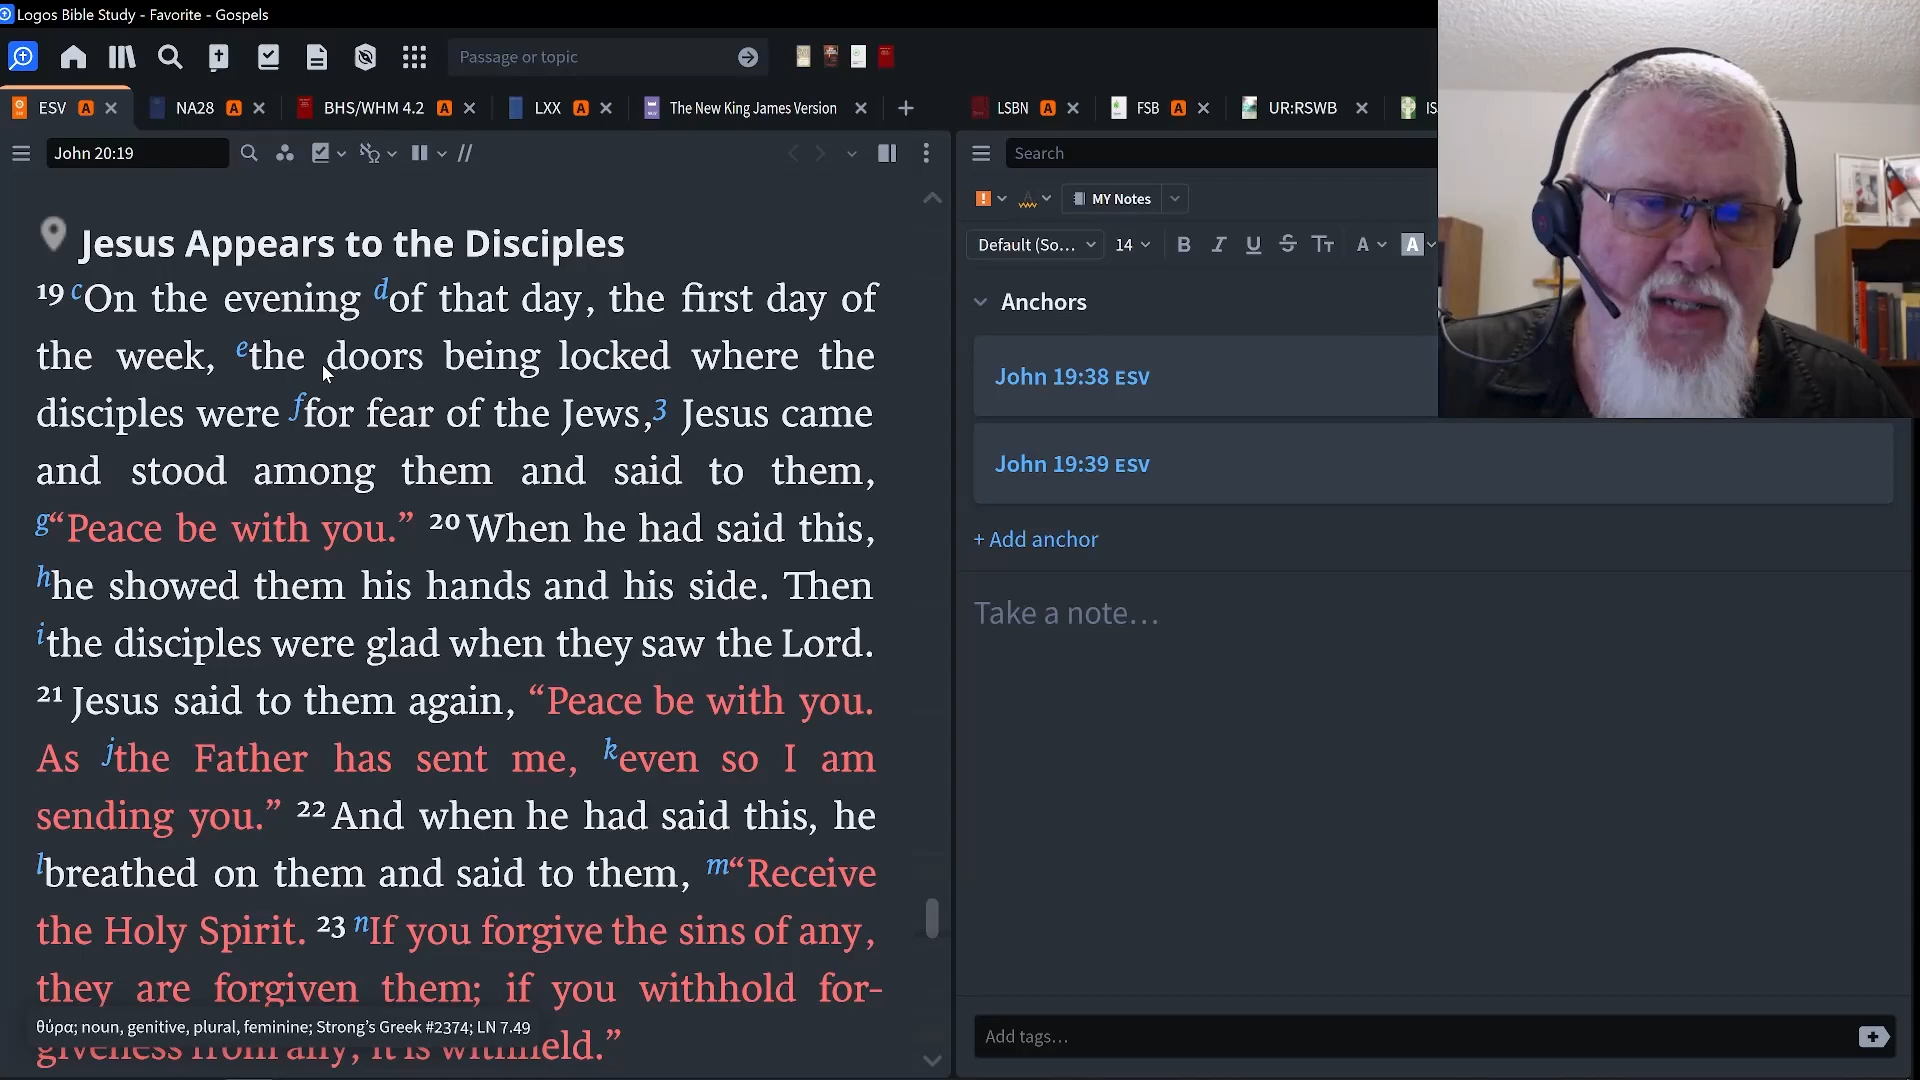 Logos Bible Study - Favorite - Gospels
Passage or topic
ESV A
NA28 A
BHS/WHM 4.2 A
LXX A
The New King James Version
LSBN A
FSB A
UR:RSWB
John 20:19
Search
MY Notes
Default (So...
14
B I U S Tт A A
Jesus Appears to the Disciples
19 cOn the evening dof that day, the first day of
the week, ethe doors being locked where the
disciples were ffor fear of the Jews,3 Jesus came
and stood among them and said to them,
g“Peace be with you.” 20 When he had said this,
hhe showed them his hands and his side. Then
ithe disciples were glad when they saw the Lord.
21 Jesus said to them again, “Peace be with you.
As jthe Father has sent me, keven so I am
sending you.” 22 And when he had said this, he
lbreathed on them and said to them, m“Receive
the Holy Spirit. 23 nIf you forgive the sins of any,
they are forgiven them; if you withhold for-
giveness from any, it is withheld.”
θύρα; noun, genitive, plural, feminine; Strong’s Greek #2374; LN 7.49
Anchors
John 19:38 ESV
John 19:39 ESV
+ Add anchor
Take a note…
Add tags…